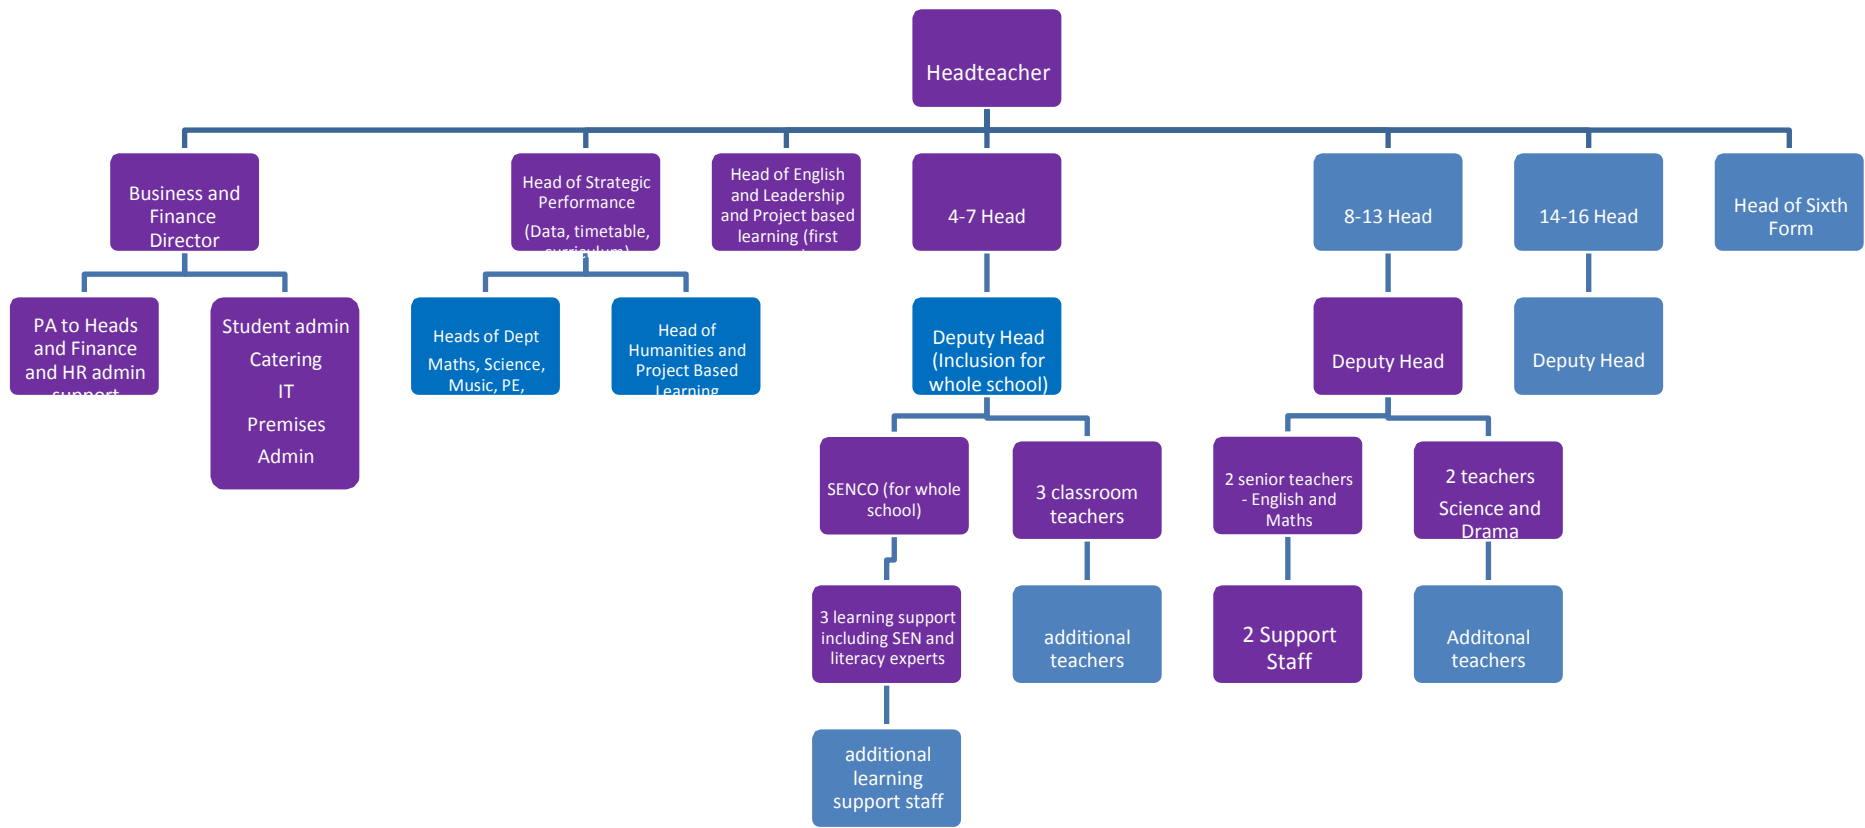 Headteacher
Business and
Finance
Director
Head of Strategic
Performance
(Data, timetable,
curriculum)
Head of English
and Leadership
and Project based
learning (first
4-7 Head
8-13 Head
14-16 Head
Head of Sixth
Form
PA to Heads
and Finance
and HR admin
support
Student admin
Catering
IT
Premises
Admin
Heads of Dept
Maths, Science,
Music, PE,
Head of
Humanities and
Project Based
Learning
Deputy Head
(Inclusion for
whole school)
Deputy Head
Deputy Head
SENCO (for whole
school)
3 classroom
teachers
2 senior teachers
- English and
Maths
2 teachers
Science and
Drama
3 learning support
including SEN and
literacy experts
additional
teachers
2 Support
Staff
Additonal
teachers
additional
learning
support staff